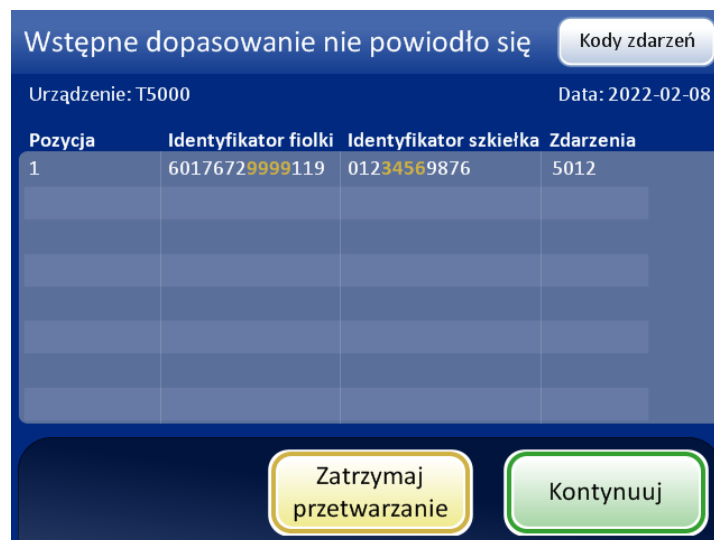 Wstępne dopasowanie nie powiodło się
Kody zdarzeń
Urządzenie: T5000 Data: 2022-02-08
Pozycja Identyfikator fiolki Identyfikator szkiełka Zdarzenia
1 60176729999119 01234569876 5012
Zatrzymaj
przetwarzanie
Kontynuuj